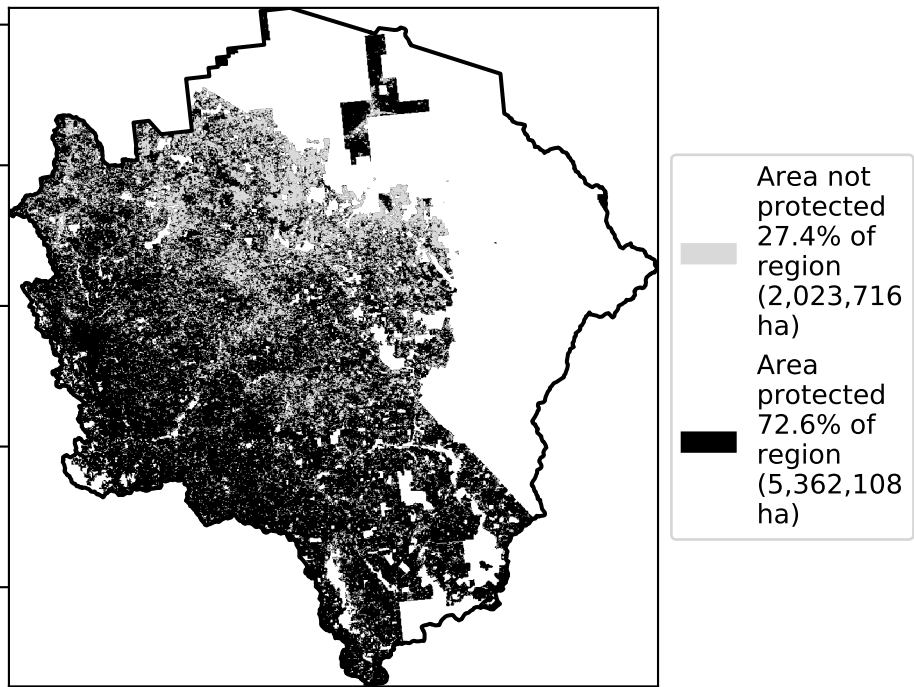 Area not
protected
27.4% of
region
(2,023,716
ha)
Area
protected
72.6% of
region
(5,362,108
ha)